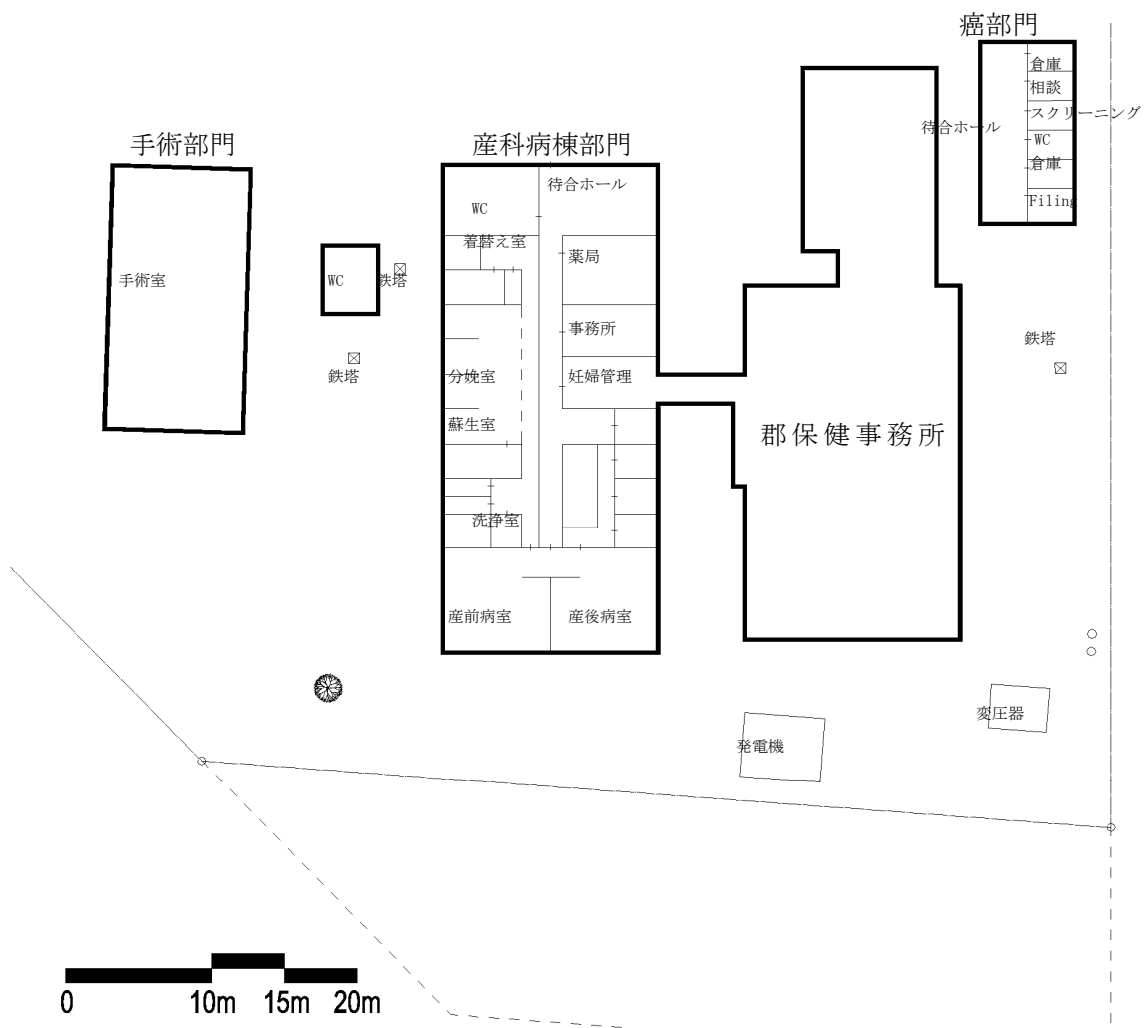 癌部門
倉庫
相談
スクリーニング
待合ホール
WC
倉庫
Filing
手術部門
産科病棟部門
待合ホール
WC
着替え室
薬局
手術室
WC
鉄塔
事務所
鉄塔
鉄塔
分娩室
妊婦管理
蘇生室
郡保健事務所
洗浄室
産前病室
産後病室
変圧器
発電機
0 10m 15m 20m